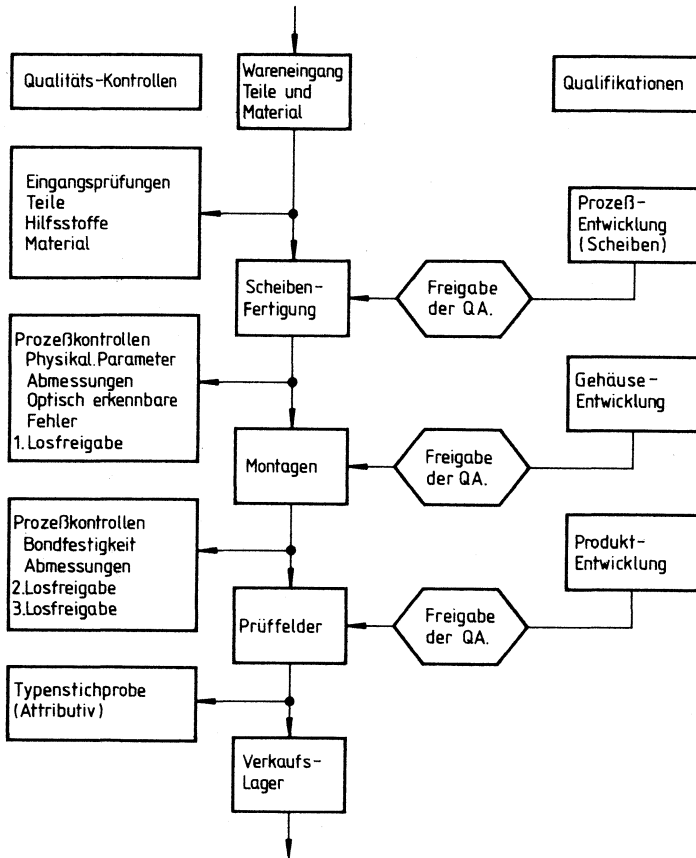 Qualitäts-Kontrollen
Wareneingang
Teile und
Material
Qualifikationen
Eingangsprüfungen
Teile
Hilfsstoffe
Material
Prozeß-
Entwicklung
(Scheiben)
Scheiben-
Fertigung
Freigabe
der QA.
Prozeßkontrollen
Physikal. Parameter
Abmessungen
Optisch erkennbare
Fehler
1. Losfreigabe
Gehäuse-
Entwicklung
Montagen
Freigabe
der QA.
Prozeßkontrollen
Bondfestigkeit
Abmessungen
2. Losfreigabe
3. Losfreigabe
Produkt-
Entwicklung
Prüffelder
Freigabe
der QA.
Typenstichprobe
(Attributiv)
Verkaufs-
Lager